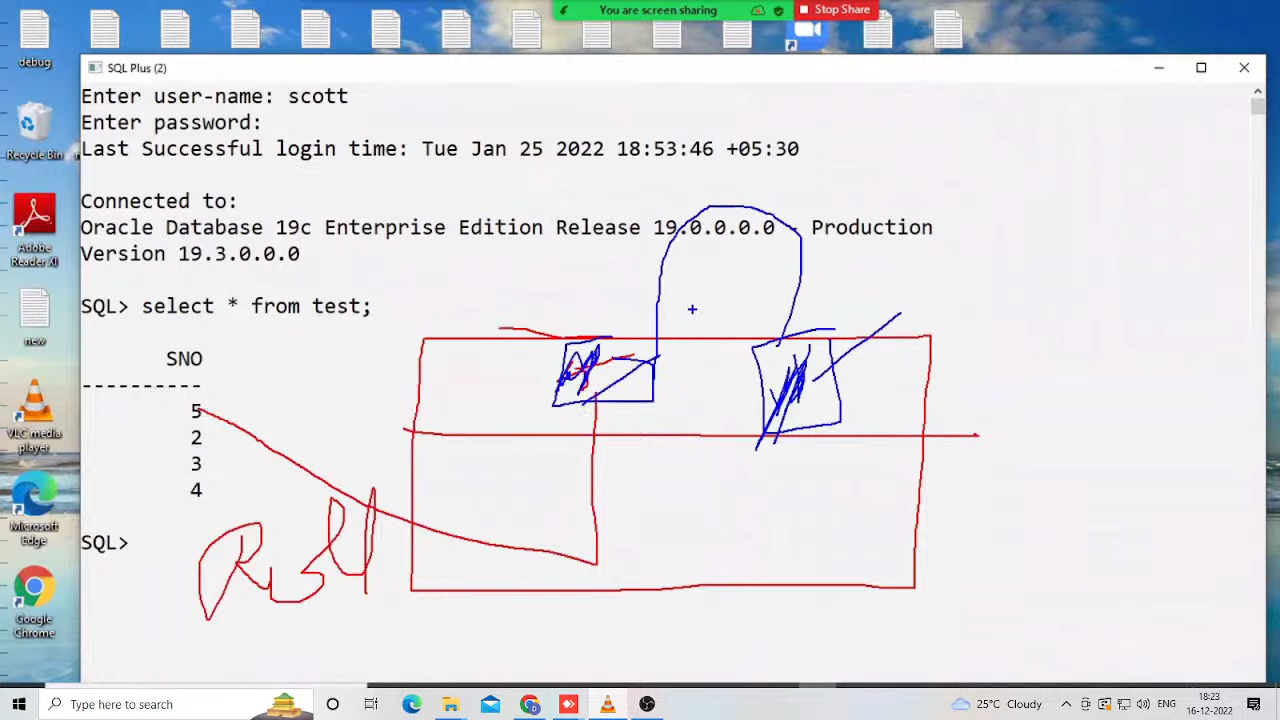 You are screen sharing
Stop Share
debug
SQL Plus (2)
Enter user-name: scott
Enter password:
Last Successful login time: Tue Jan 25 2022 18:53:46 +05:30
Connected to:
Oracle Database 19c Enterprise Edition Release 19.0.0.0.0 - Production
Version 19.3.0.0.0
SQL> select * from test;
SNO
----------
5
2
3
4
SQL>
Recycle Bin
Adobe
Reader XI
new
VLC media
player
Microsoft
Edge
Google
Chrome
Type here to search
25°C Cloudy
ENG
18:23
16-12-2022